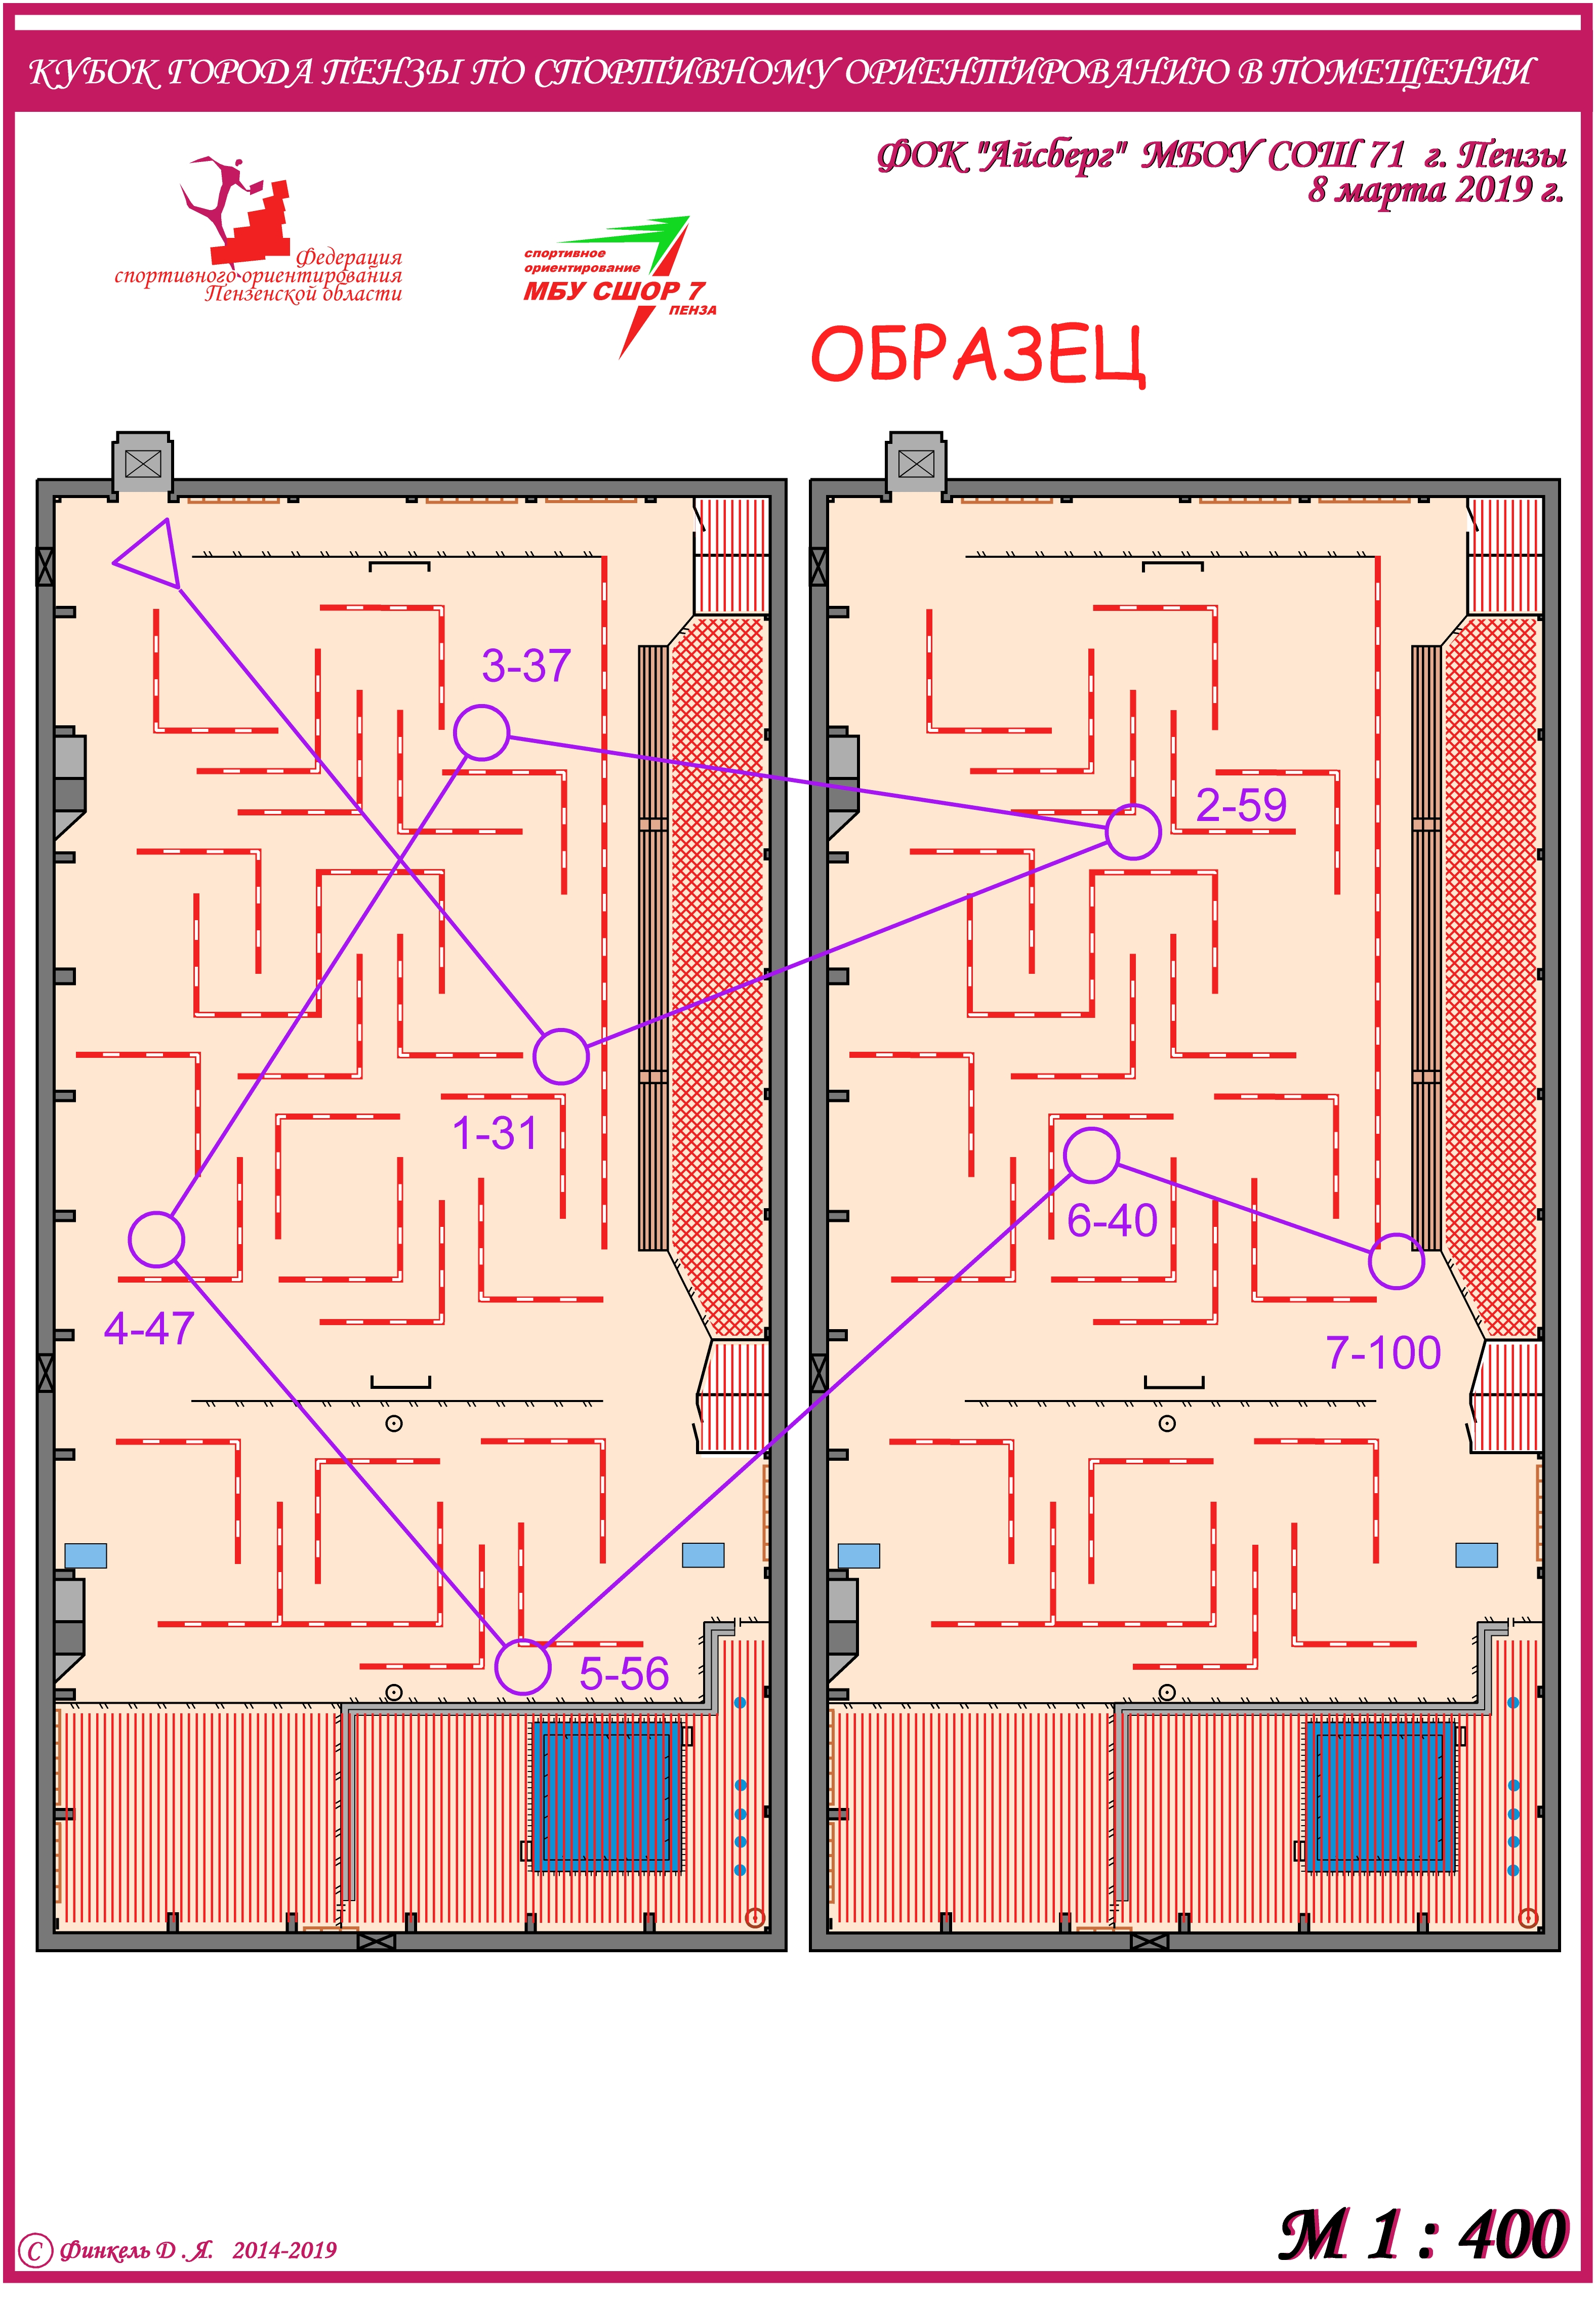 КУБОК ГОРОДА ПЕНЗЫ ПО СПОРТИВНОМУ ОРИЕНТИРОВАНИЮ В ПОМЕЩЕНИИ
ФОК "Айсберг" МБОУ СОШ 71 г. Пензы
8 марта 2019 г.
Федерация
спортивного ориентирования
Пензенской области
спортивное
ориентирование
МБУ СШОР 7
ПЕНЗА
ОБРАЗЕЦ
3-37
2-59
1-31
6-40
4-47
7-100
5-56
М 1 : 400
© Финкель Д . Я. 2014-2019